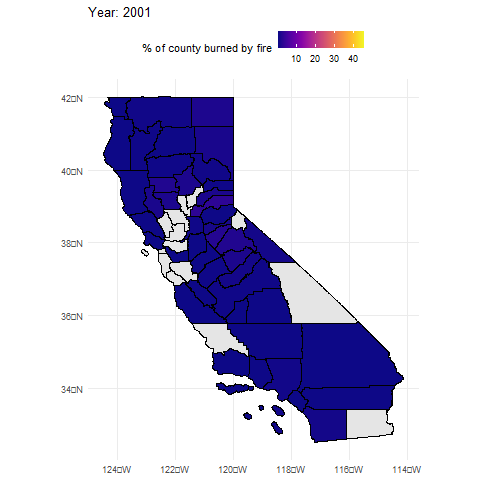 Year: 2001
% of county burned by fire
10 20 30 40
42□N
40□N
38□N
36□N
34□N
124□W 122□W 120□W 118□W 116□W 114□W